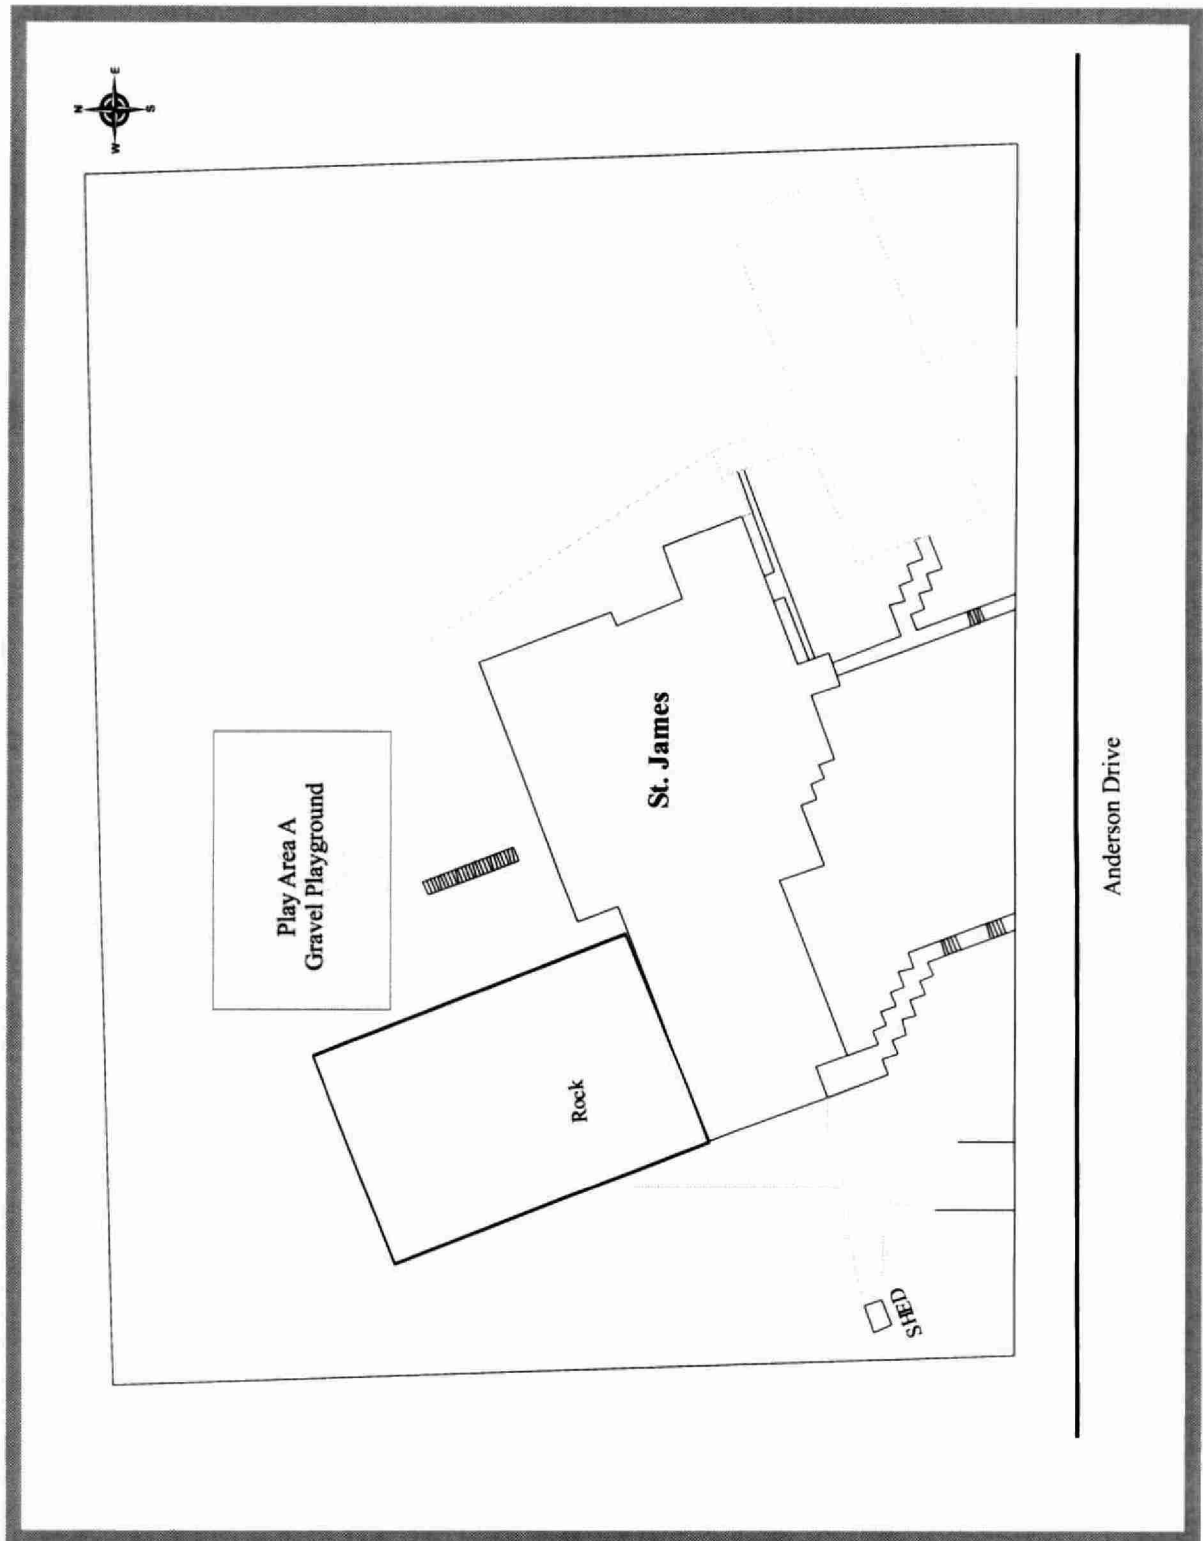 N
E
S
W
Play Area A
Gravel Playground
St. James
Rock
SHED
Anderson Drive